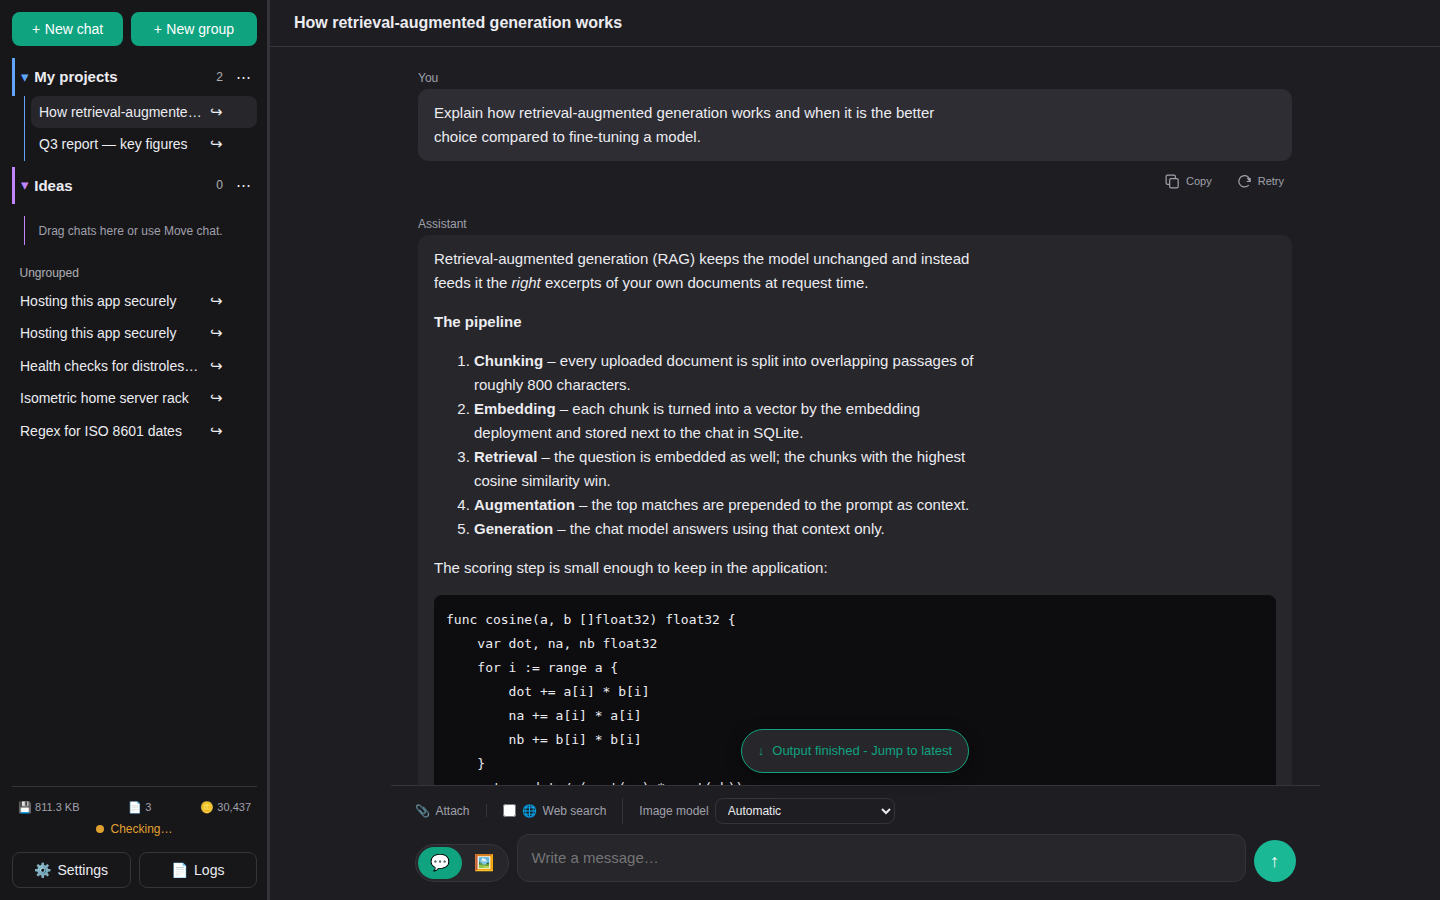 + New chat
+ New group
My projects 2 ...
How retrieval-augmente…
Q3 report — key figures
Ideas 0 ...
Drag chats here or use Move chat.
Ungrouped
Hosting this app securely
Hosting this app securely
Health checks for distroles…
Isometric home server rack
Regex for ISO 8601 dates
811.3 KB 3 30,437
Checking…
Settings
Logs
How retrieval-augmented generation works
You
Explain how retrieval-augmented generation works and when it is the better
choice compared to fine-tuning a model.
Copy Retry
Assistant
Retrieval-augmented generation (RAG) keeps the model unchanged and instead
feeds it the right excerpts of your own documents at request time.
The pipeline
1. Chunking – every uploaded document is split into overlapping passages of
roughly 800 characters.
2. Embedding – each chunk is turned into a vector by the embedding
deployment and stored next to the chat in SQLite.
3. Retrieval – the question is embedded as well; the chunks with the highest
cosine similarity win.
4. Augmentation – the top matches are prepended to the prompt as context.
5. Generation – the chat model answers using that context only.
The scoring step is small enough to keep in the application:
func cosine(a, b []float32) float32 {
    var dot, na, nb float32
    for i := range a {
        dot += a[i] * b[i]
        na += a[i] * a[i]
        nb += b[i] * b[i]
    }
↓ Output finished - Jump to latest
Attach
Web search
Image model Automatic
Write a message…